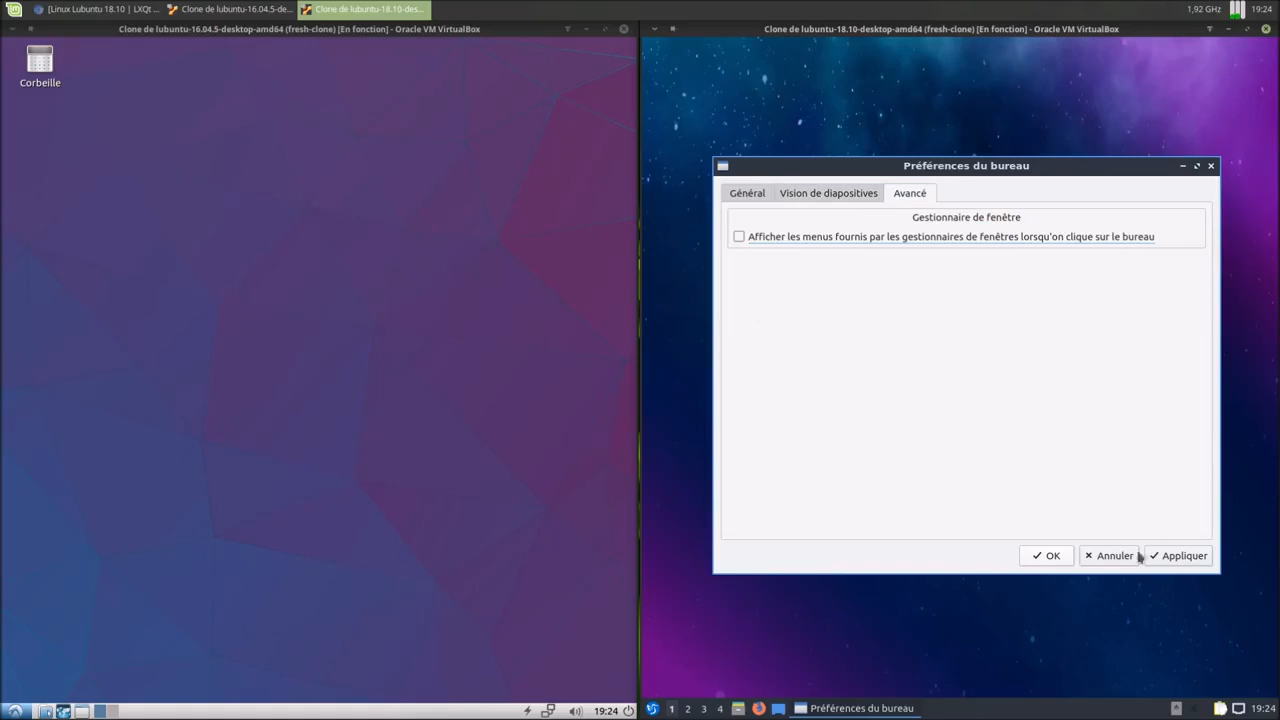 [Linux Lubuntu 18.10 | LXQt ...
Clone de lubuntu-16.04.5-de...
Clone de lubuntu-18.10-des...
1,92 GHz
19:24
Clone de lubuntu-16.04.5-desktop-amd64 (fresh-clone) [En fonction] - Oracle VM VirtualBox
Clone de lubuntu-18.10-desktop-amd64 (fresh-clone) [En fonction] - Oracle VM VirtualBox
Corbeille
Préférences du bureau
Général
Vision de diapositives
Avancé
Gestionnaire de fenêtre
Afficher les menus fournis par les gestionnaires de fenêtres lorsqu'on clique sur le bureau
OK
Annuler
Appliquer
19:24
1
2
3
4
Préférences du bureau
19:24